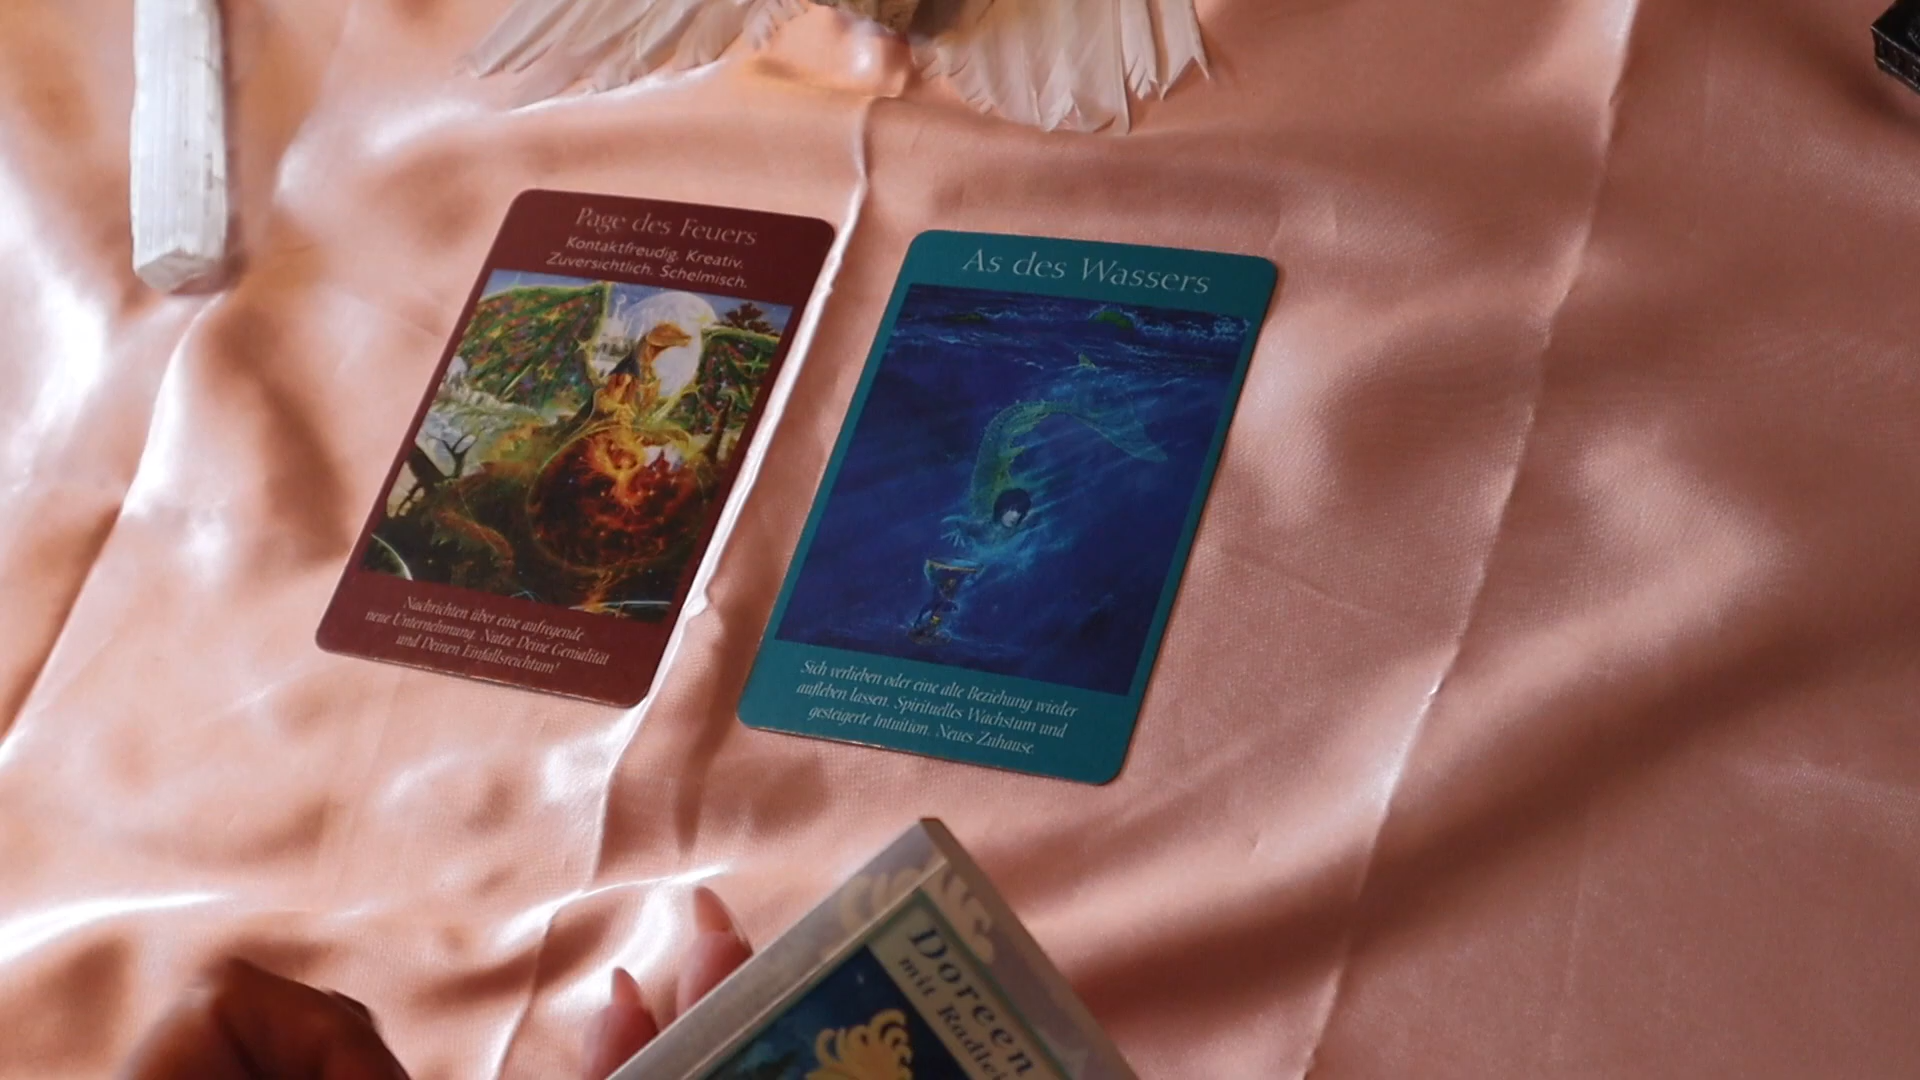 Page des Feuers
Kontaktfreudig. Kreativ.
Zuversichtlich. Schelmisch.
Nachrichten über eine aufregende
neue Unternehmung. Nutze Deine Genialität
und Deinen Einfallsreichtum!
As des Wassers
Sich verlieben oder eine alte Beziehung wieder
aufleben lassen. Spirituelles Wachstum und
gesteigerte Intuition. Neues Zuhause.
Doreen
mit Radlei